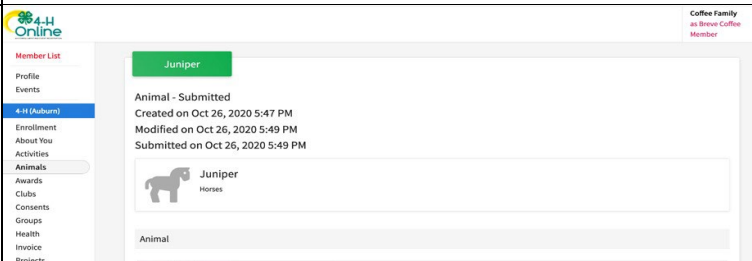 4-H
Online
Coffee Family
as Breve Coffee
Member
Member List
Profile
Events
4-H (Auburn)
Enrollment
About You
Activities
Animals
Awards
Clubs
Consents
Groups
Health
Invoice
Projects
Juniper
Animal - Submitted
Created on Oct 26, 2020 5:47 PM
Modified on Oct 26, 2020 5:49 PM
Submitted on Oct 26, 2020 5:49 PM
Juniper
Horses
Animal